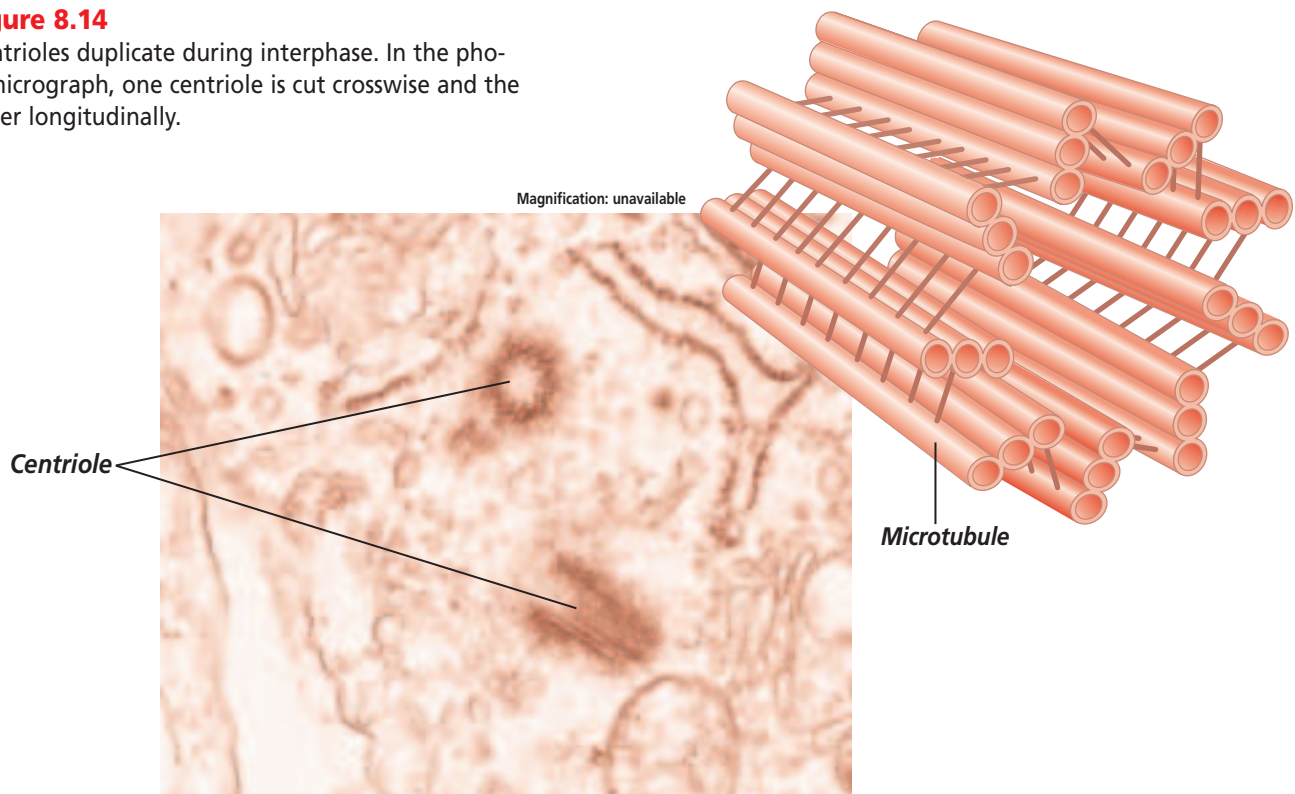 gure 8.14
ntrioles duplicate during interphase. In the pho-
micrograph, one centriole is cut crosswise and the
er longitudinally.
Magnification: unavailable
Centriole
Microtubule